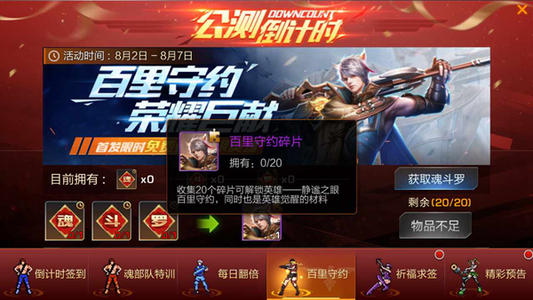 公测倒计时
DOWNCOUNT
活动时间：8月2日 – 8月7日
百里守约
荣耀巨献
首发限时免
百里守约碎片
拥有：0/20
收集20个碎片可解锁英雄——静谧之眼
百里守约，同时也是英雄觉醒的材料
目前拥有：
魂
x0
x0
获取魂斗罗
剩余(20/20)
魂
斗
罗
物品不足
倒计时签到
魂部队特训
每日翻倍
百里守约
祈福求签
精彩预告